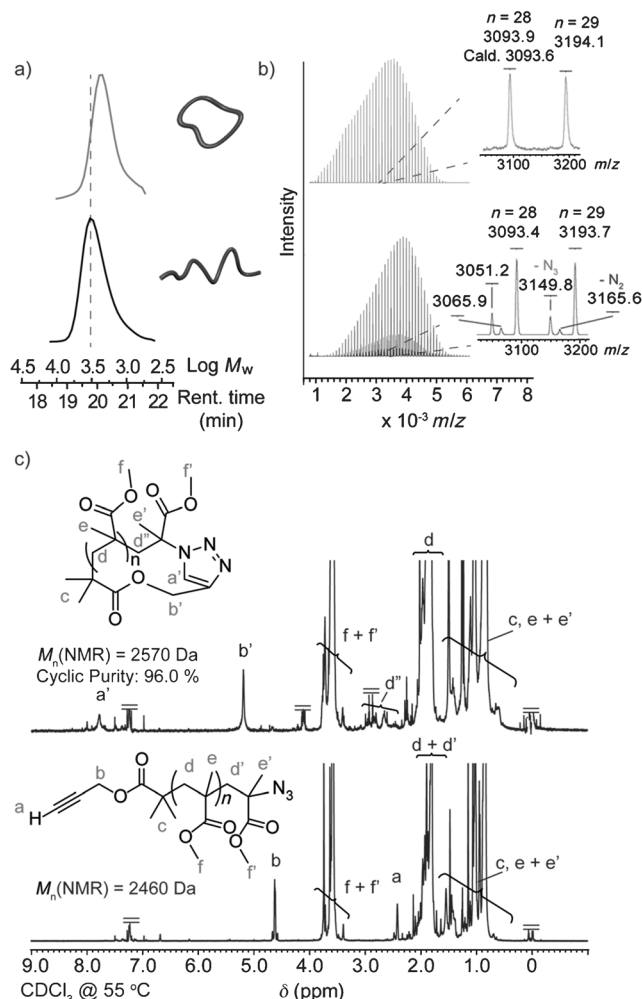 a)
4.5 4.0 3.5 3.0 2.5 Log Mw
18 19 20 21 22 Rent. time
(min)
b)
n = 28
3093.9
Cald. 3093.6
n = 29
3194.1
3100 3200 m/z
Intensity
n = 28
3093.4
n = 29
3193.7
3051.2
- N3
3149.8
- N2
3065.9
3165.6
3100 3200
1 2 3 4 5 6 7 8
x 10-3 m/z
c)
f
f'
O
O
O
O
e
e'
d
d''
n
N
N
N
a'
c
O
O
b'
Mn(NMR) = 2570 Da
Cyclic Purity: 96.0 %
a'
b'
f + f'
d''
d
c, e + e'
a
H
b
O
O
c
d
e
n
d'
e'
N3
O
O
O
O
f
f'
Mn(NMR) = 2460 Da
b
f + f'
a
d + d'
c, e + e'
9.0 8.0 7.0 6.0 5.0 4.0 3.0 2.0 1.0 0
CDCl3 @ 55 °C
δ (ppm)